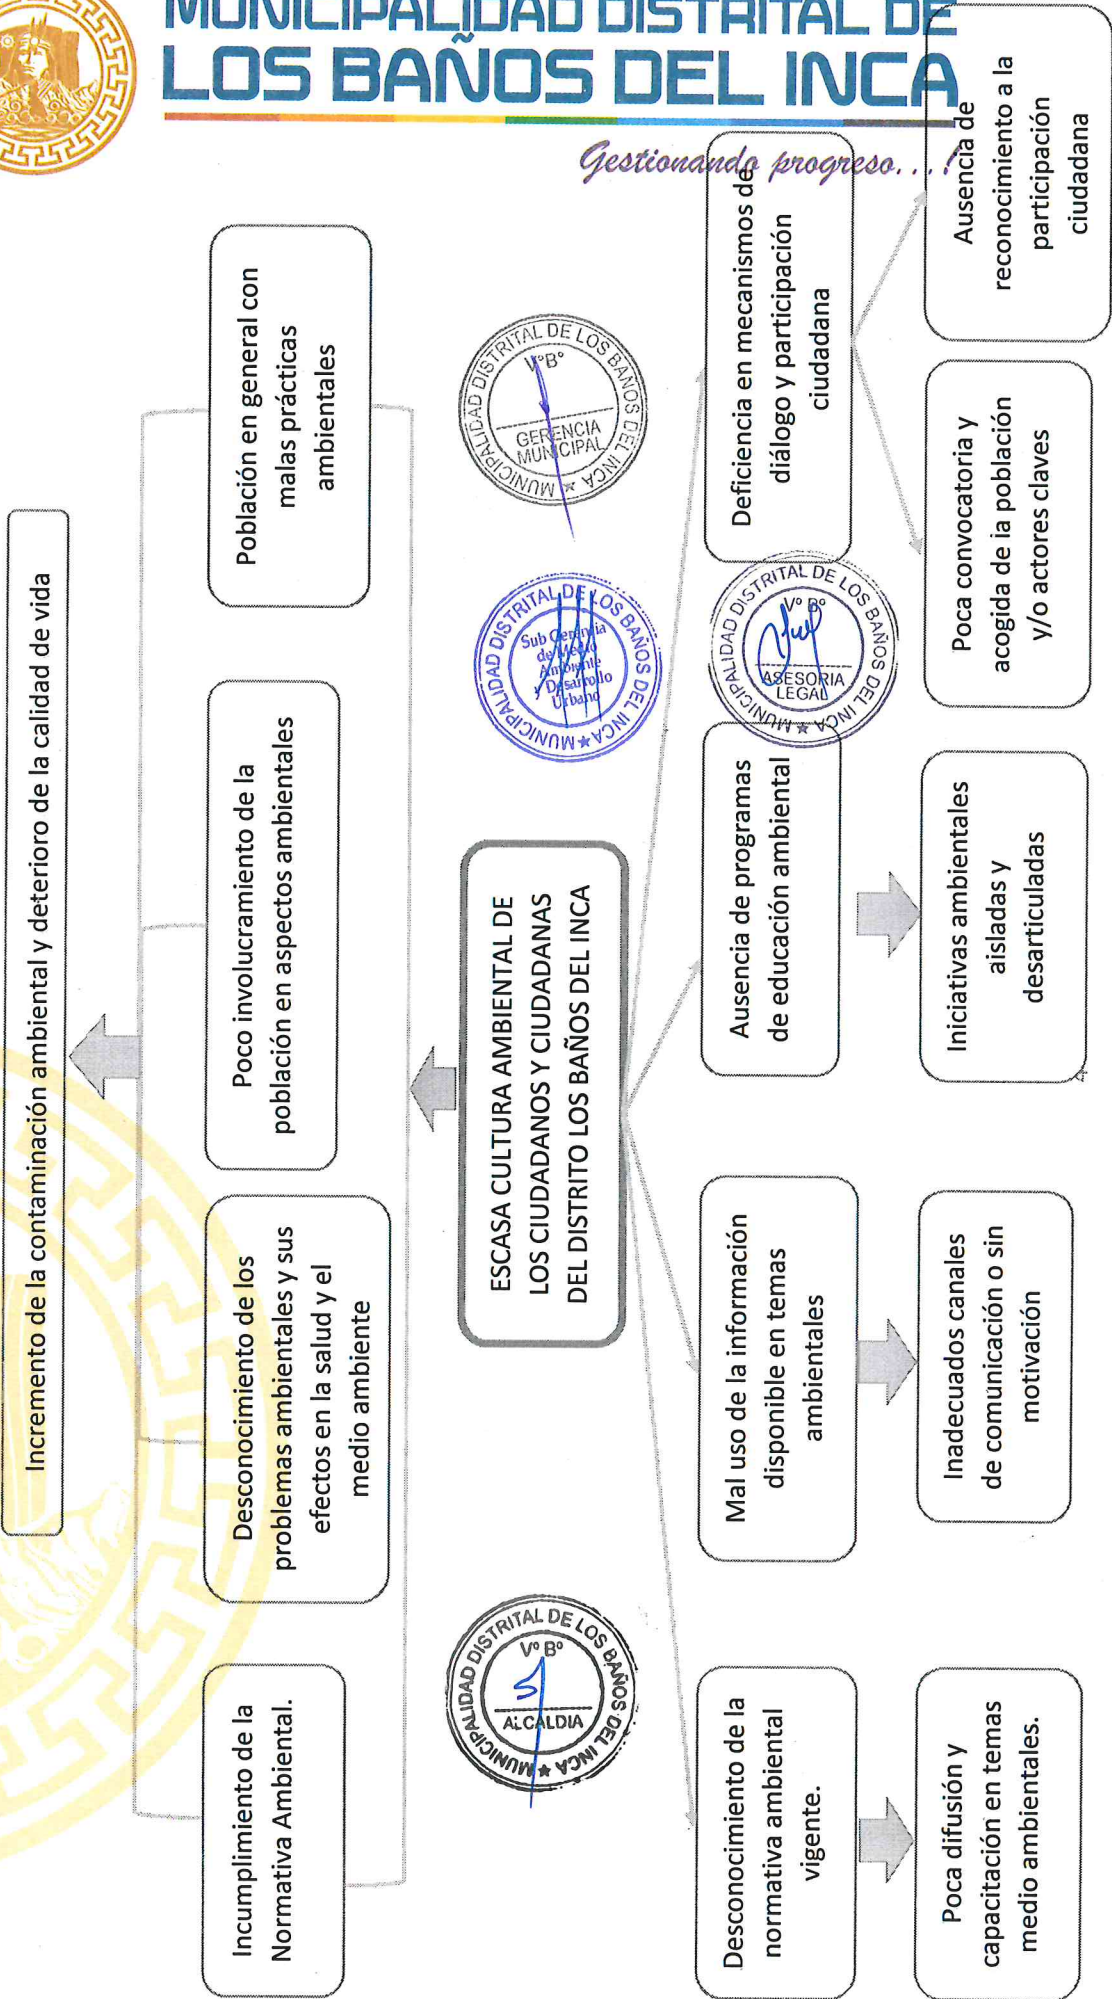 MUNICIPALIDAD DISTRITAL DE
LOS BAÑOS DEL INCA
Gestionando progreso...!
Incremento de la contaminación ambiental y deterioro de la calidad de vida
Incumplimiento de la
Normativa Ambiental.
Desconocimiento de los
problemas ambientales y sus
efectos en la salud y el
medio ambiente
Poco involucramiento de la
población en aspectos ambientales
Población en general con
malas prácticas
ambientales
MUNICIPALIDAD DISTRITAL DE LOS BAÑOS DEL INCA
V° B°
ALCALDIA
ESCASA CULTURA AMBIENTAL DE
LOS CIUDADANOS Y CIUDADANAS
DEL DISTRITO LOS BAÑOS DEL INCA
MUNICIPALIDAD DISTRITAL DE LOS BAÑOS DEL INCA
Sub Gerencia
de Medio
Ambiente
y Desarrollo
Urbano
MUNICIPALIDAD DISTRITAL DE LOS BAÑOS DEL INCA
V°B°
GERENCIA
MUNICIPAL
Desconocimiento de la
normativa ambiental
vigente.
Mal uso de la información
disponible en temas
ambientales
Ausencia de programas
de educación ambiental
MUNICIPALIDAD DISTRITAL DE LOS BAÑOS DEL INCA
V° B°
ASESORIA
LEGAL
Deficiencia en mecanismos de
diálogo y participación
ciudadana
Poca difusión y
capacitación en temas
medio ambientales.
Inadecuados canales
de comunicación o sin
motivación
Iniciativas ambientales
aisladas y
desarticuladas
Poca convocatoria y
acogida de la población
y/o actores claves
Ausencia de
reconocimiento a la
participación
ciudadana